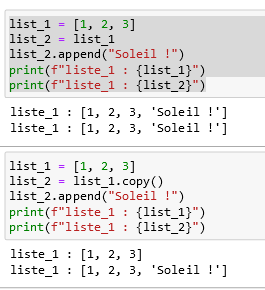 list_1 = [1, 2, 3]
list_2 = list_1
list_2.append("Soleil !")
print(f"liste_1 : {list_1}")
print(f"liste_1 : {list_2}")
liste_1 : [1, 2, 3, 'Soleil !']
liste_1 : [1, 2, 3, 'Soleil !']
list_1 = [1, 2, 3]
list_2 = list_1.copy()
list_2.append("Soleil !")
print(f"liste_1 : {list_1}")
print(f"liste_1 : {list_2}")
liste_1 : [1, 2, 3]
liste_1 : [1, 2, 3, 'Soleil !']